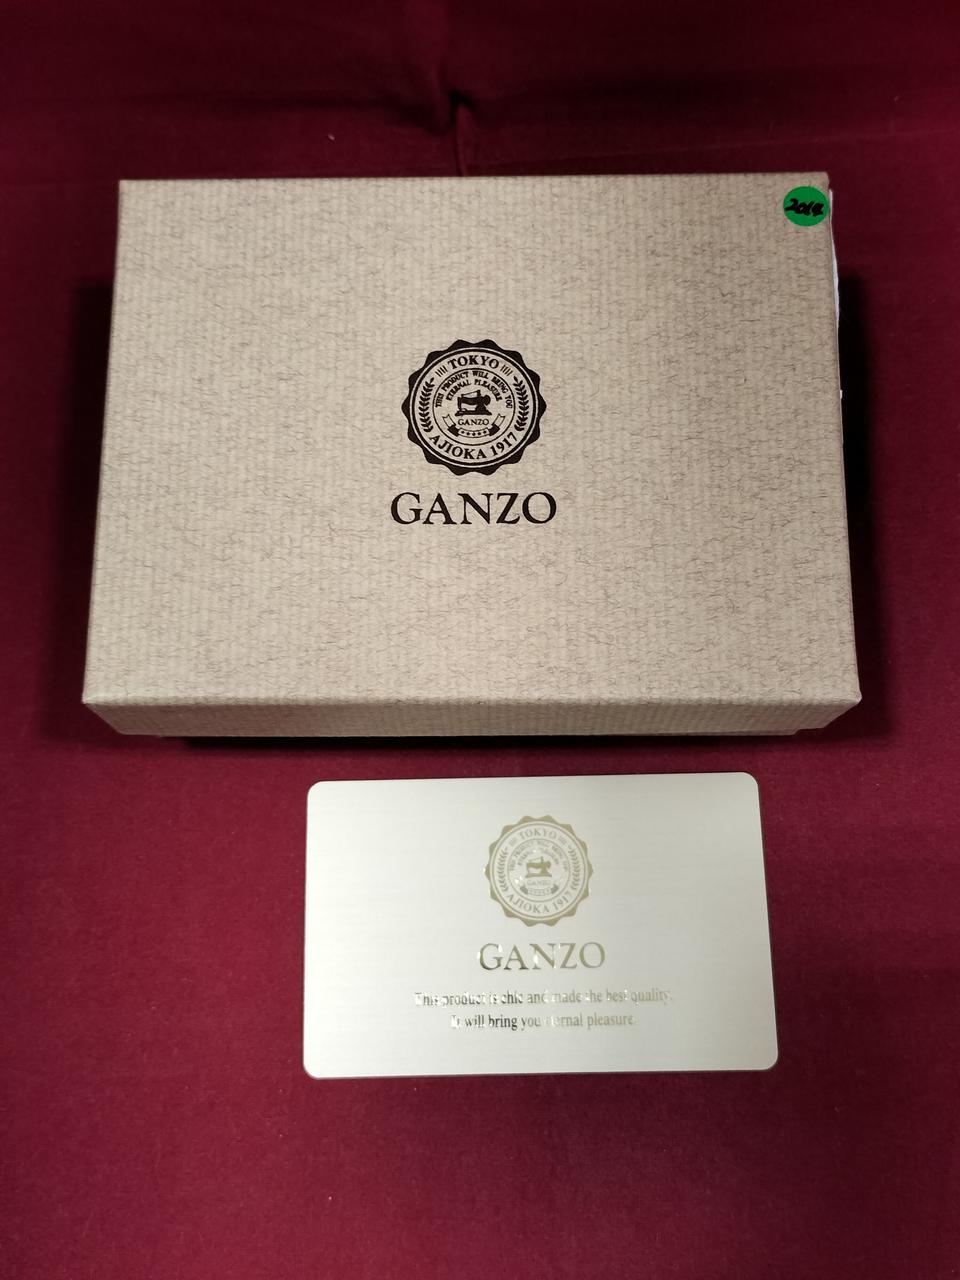 2014
TOKYO
THIS PRODUCT WILL BRING YOU
ETERNAL PLEASURE
GANZO
AJIOKA 1917
GANZO
TOKYO
GANZO
AJIOKA 1917
GANZO
This product is chic and made the best quality.
It will bring you eternal pleasure.